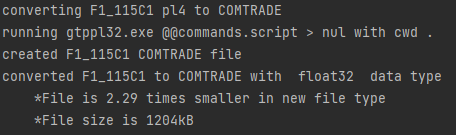 converting F1_115C1 pl4 to COMTRADE
running gtppl32.exe @@commands.script > nul with cwd .
created F1_115C1 COMTRADE file
converted F1_115C1 to COMTRADE with  float32  data type
    *File is 2.29 times smaller in new file type
    *File size is 1204kB